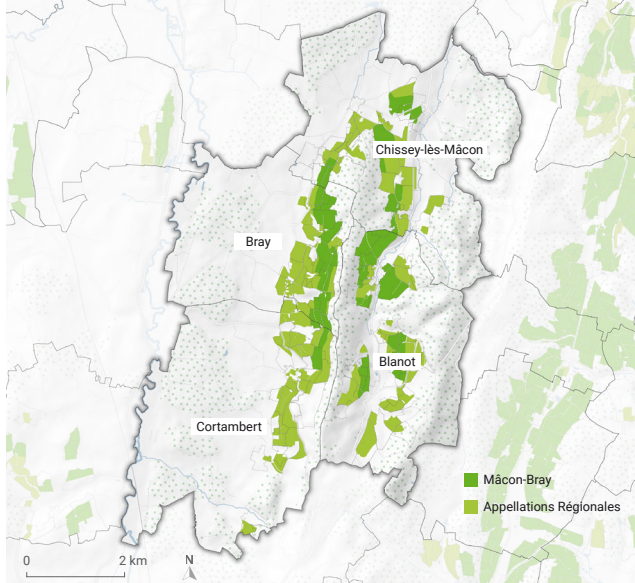 Chissey-lès-Mâcon
Bray
Blanot
Cortambert
Mâcon-Bray
Appellations Régionales
0 2 km
N